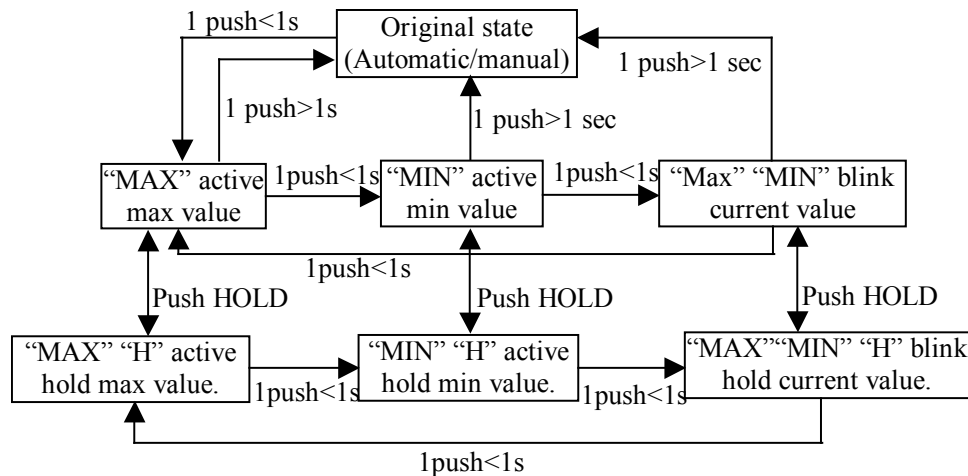 1 push<1s
Original state
(Automatic/manual)
1 push>1 sec
1 push>1s
1 push>1 sec
“MAX” active
max value
1push<1s
“MIN” active
min value
1push<1s
“Max” “MIN” blink
current value
1push<1s
Push HOLD
Push HOLD
Push HOLD
“MAX” “H” active
hold max value.
1push<1s
“MIN” “H” active
hold min value.
1push<1s
“MAX”“MIN” “H” blink
hold current value.
1push<1s